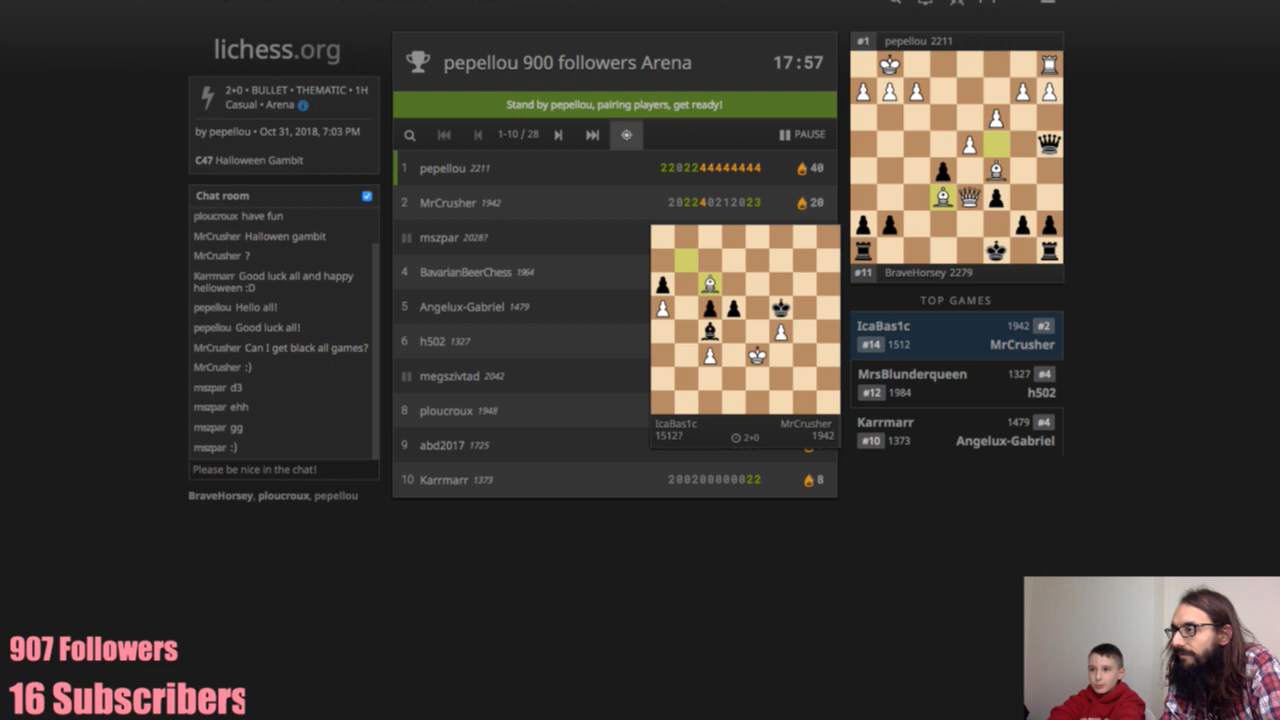 lichess.org
2+0 • BULLET • THEMATIC • 1H
Casual • Arena
by pepellou • Oct 31, 2018, 7:03 PM
C47 Halloween Gambit
Chat room
ploucroux have fun
MrCrusher Hallowen gambit
MrCrusher ?
Karrmarr Good luck all and happy
helloween :D
pepellou Hello all!
pepellou Good luck all!
MrCrusher Can I get black all games?
MrCrusher :)
mszpar d3
mszpar ehh
mszpar gg
mszpar :)
Please be nice in the chat!
BraveHorsey, ploucroux, pepellou
pepellou 900 followers Arena 17:57
Stand by pepellou, pairing players, get ready!
1-10 / 28 PAUSE
1 pepellou 2211 22022444444444 40
2 MrCrusher 1942 202240212023 20
mszpar 2028?
4 BavarianBeerChess 1964
5 Angelux-Gabriel 1479
6 h502 1327
megszivtad 2042
8 ploucroux 1948
9 abd2017 1725
10 Karrmarr 1373 200200000022 8
IcaBas1c MrCrusher
1512? 2+0 1942
#1 pepellou 2211
#11 BraveHorsey 2279
TOP GAMES
IcaBas1c 1942 #2
#14 1512 MrCrusher
MrsBlunderqueen 1327 #4
#12 1984 h502
Karrmarr 1479 #4
#10 1373 Angelux-Gabriel
907 Followers
16 Subscribers